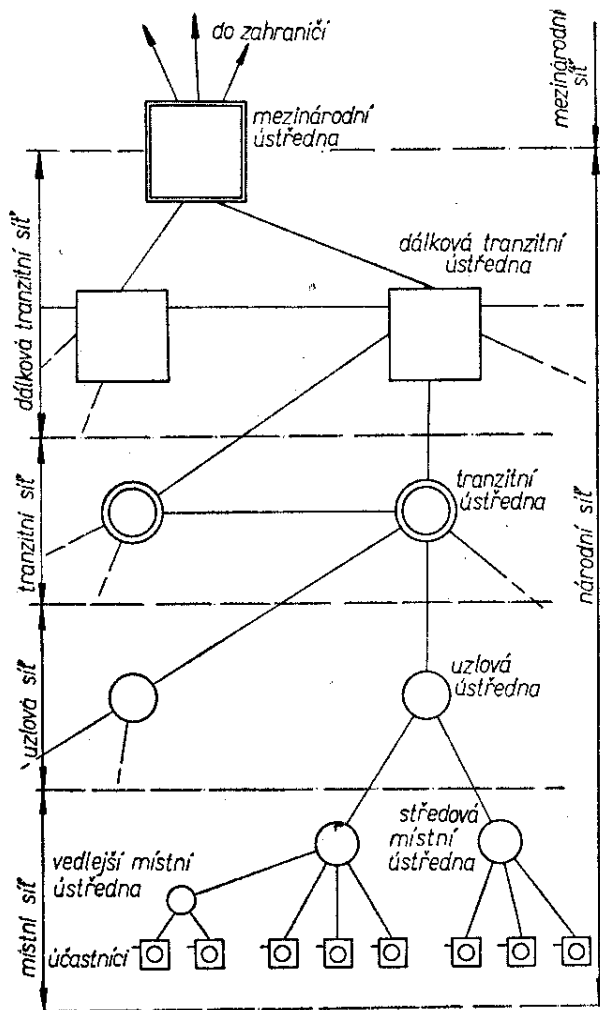 do zahraničí
mezinárodní
síť
mezinárodní
ústředna
dálková tranzitní
ústředna
dálková tranzitní síť
tranzitní
ústředna
tranzitní síť
národní síť
uzlová
ústředna
uzlová síť
středová
místní
ústředna
vedlejší místní
ústředna
účastníci
místní síť